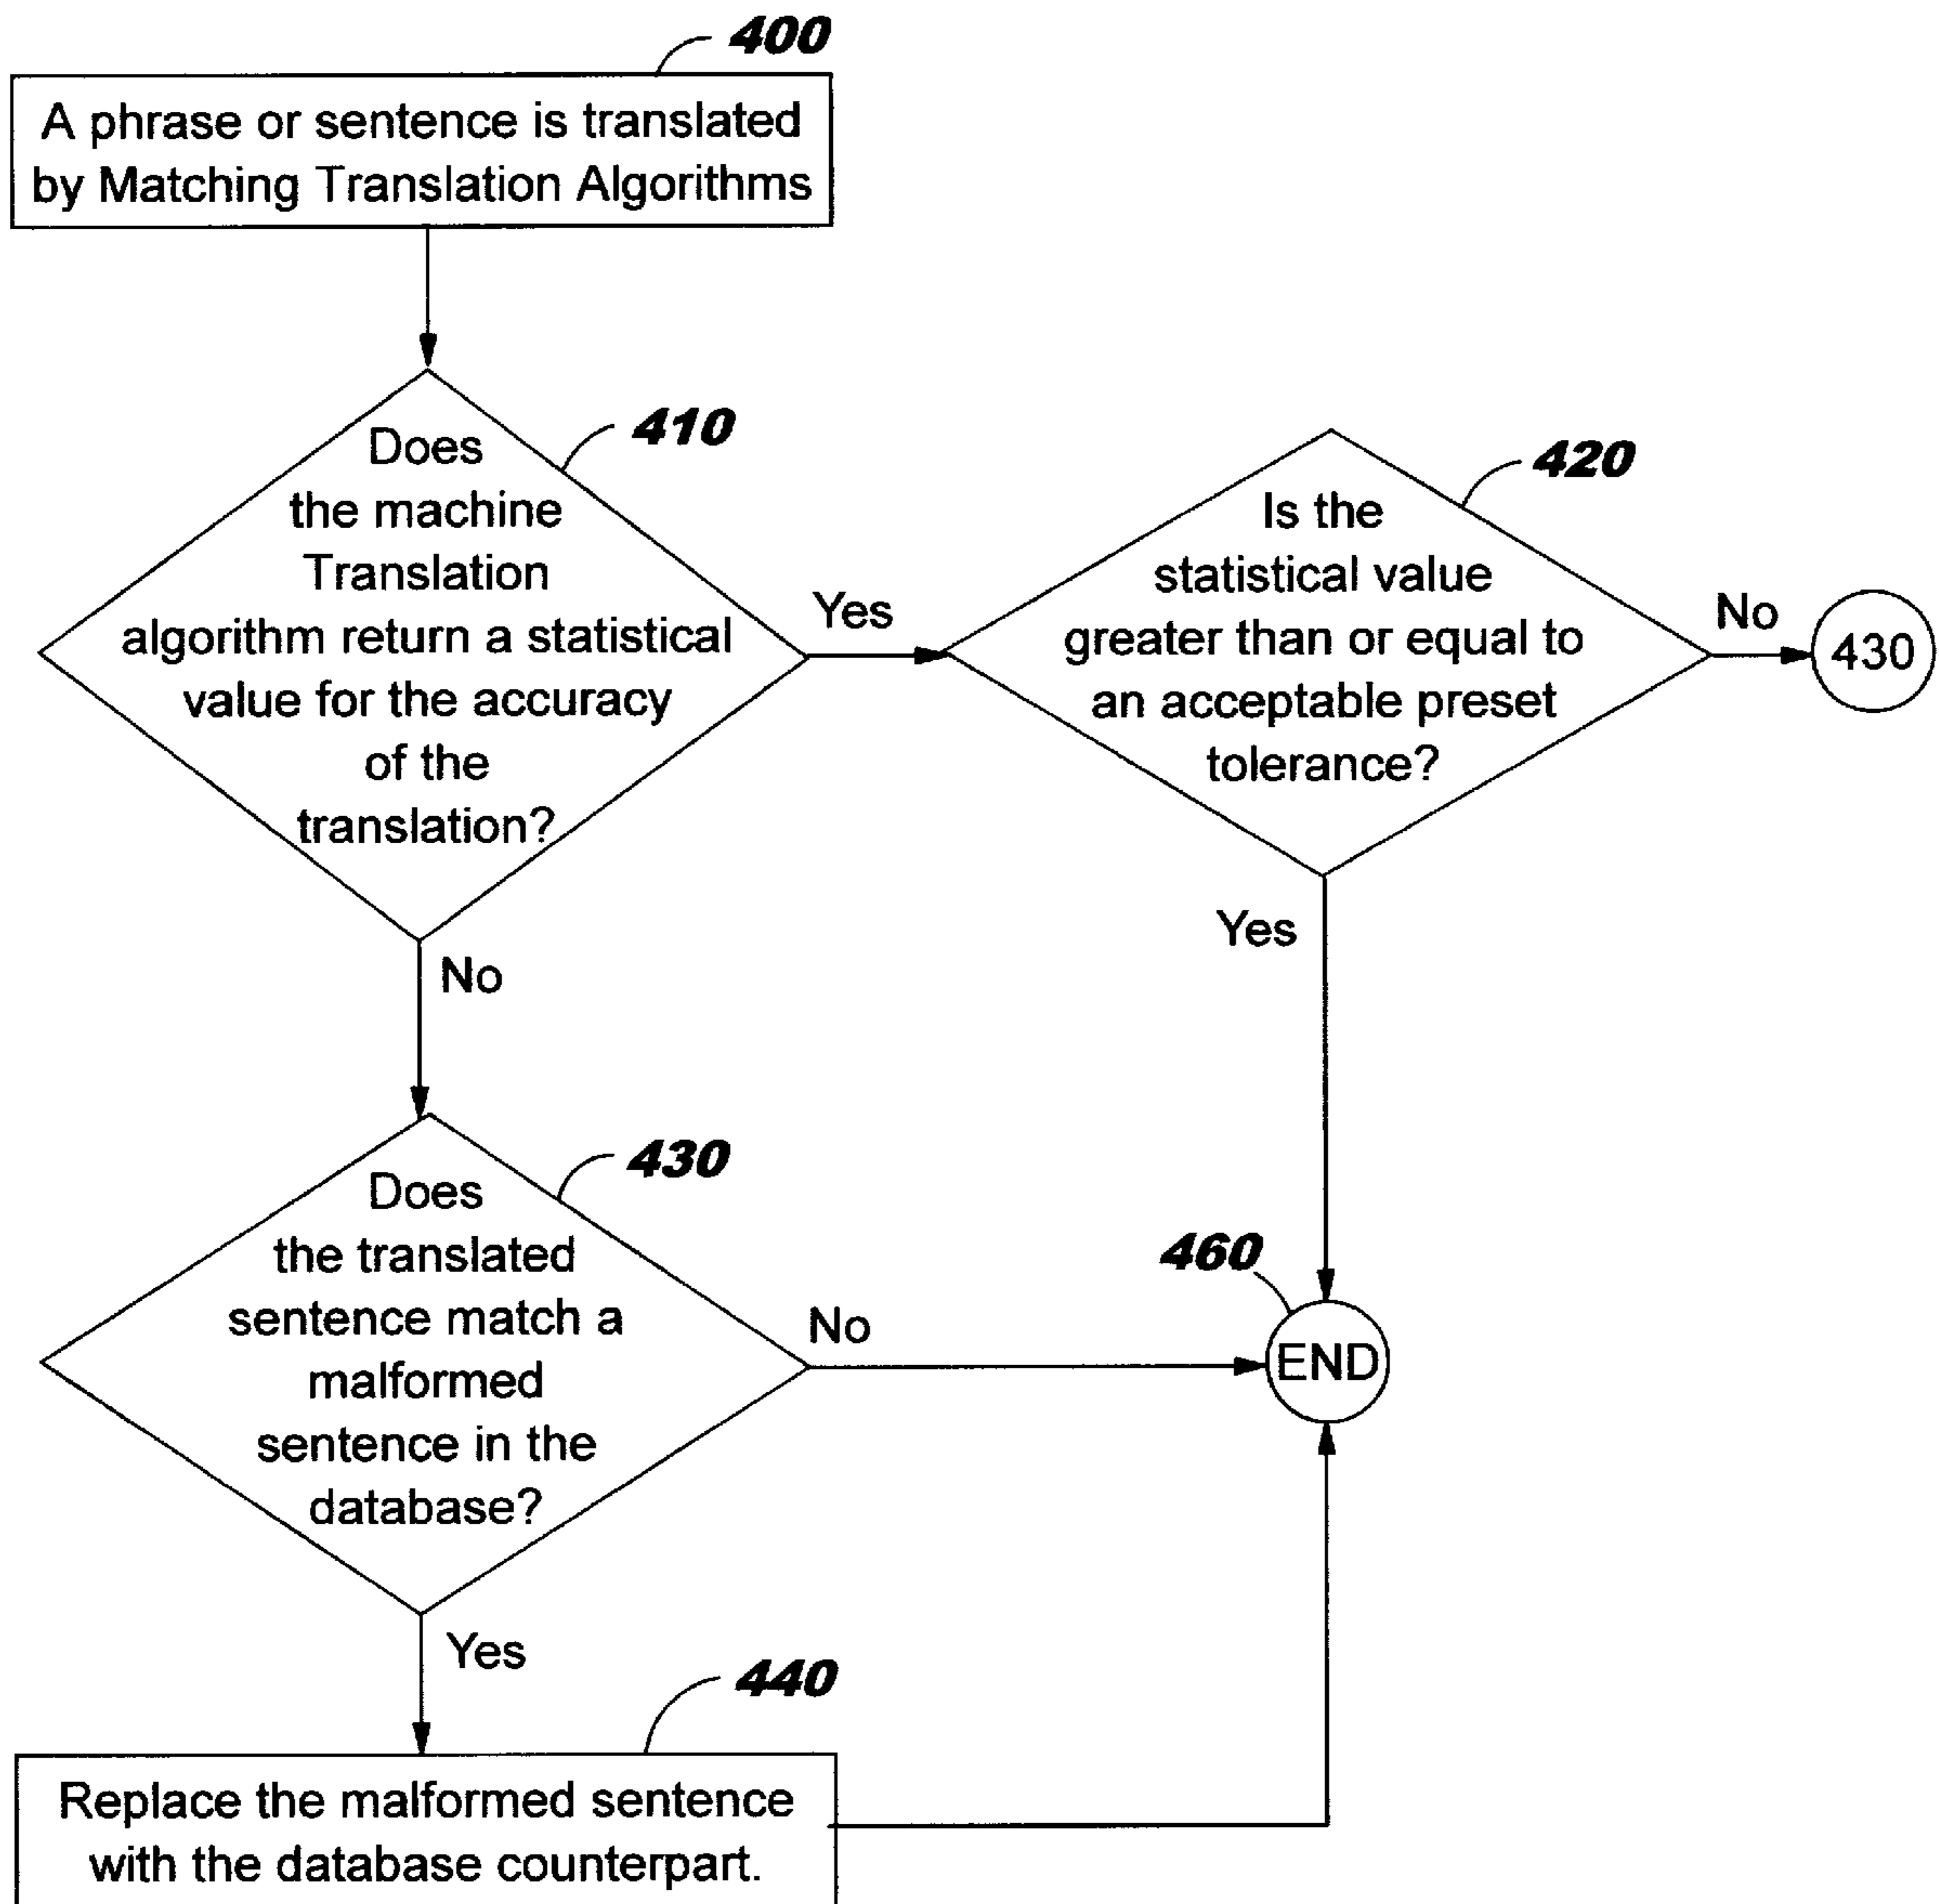 400
A phrase or sentence is translated
by Matching Translation Algorithms
410
Does
the machine
Translation
algorithm return a statistical
value for the accuracy
of the
translation?
Yes
No
420
Is the
statistical value
greater than or equal to
an acceptable preset
tolerance?
No
430
Yes
430
Does
the translated
sentence match a
malformed
sentence in the
database?
No
460
END
Yes
440
Replace the malformed sentence
with the database counterpart.